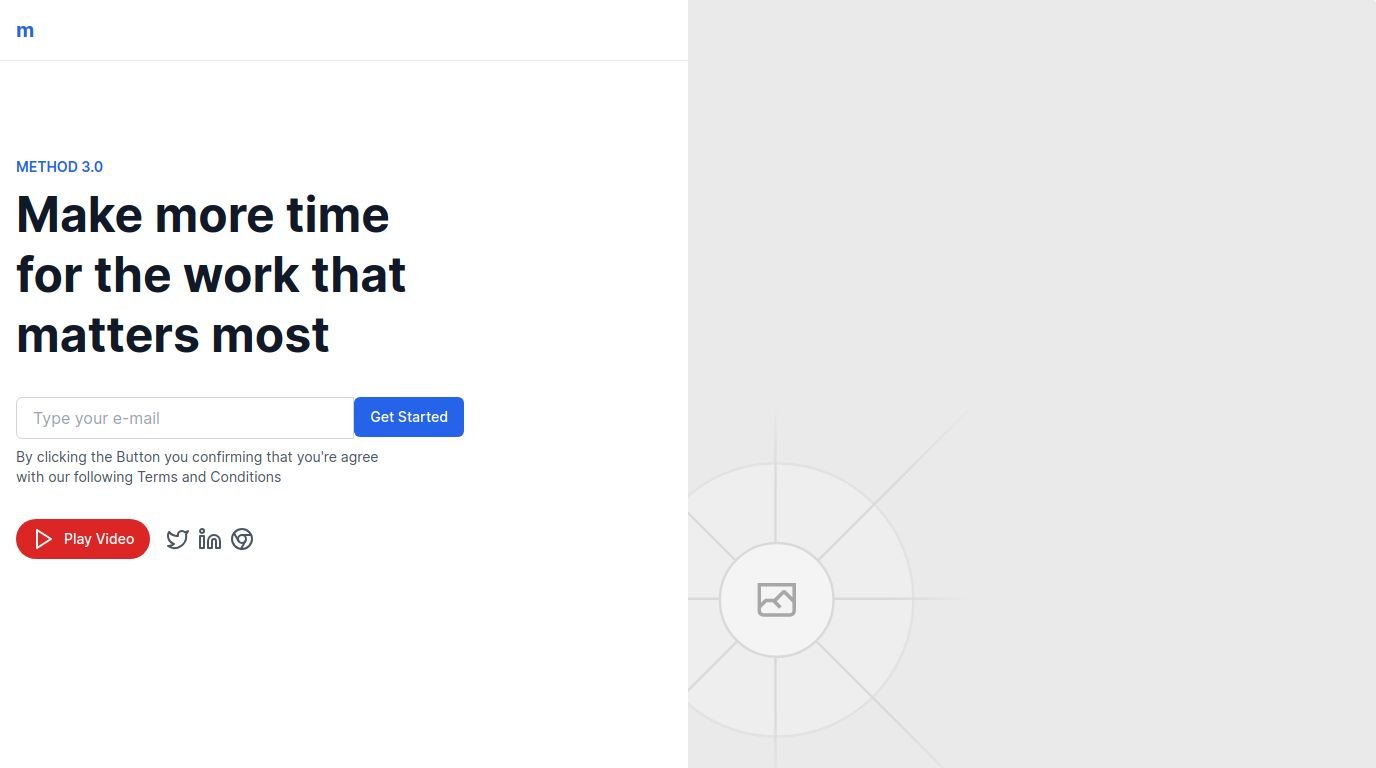 m
METHOD 3.0
Make more time
for the work that
matters most
Type your e-mail
Get Started
By clicking the Button you confirming that you're agree
with our following Terms and Conditions
Play Video